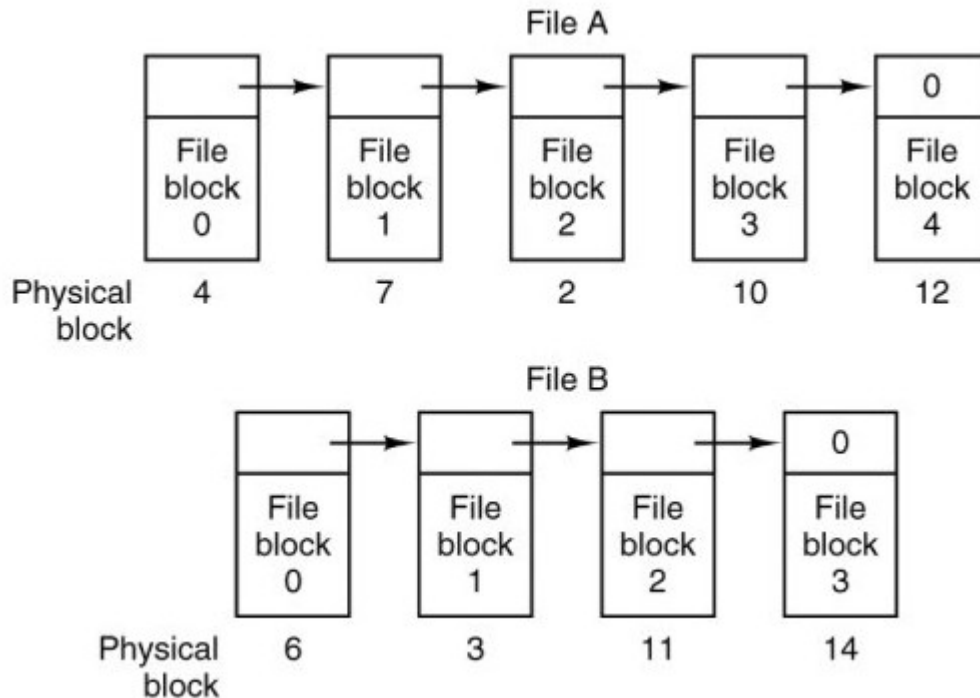 File A
0
File block 0
File block 1
File block 2
File block 3
File block 4
Physical block
4 7 2 10 12
File B
0
File block 0
File block 1
File block 2
File block 3
Physical block
6 3 11 14